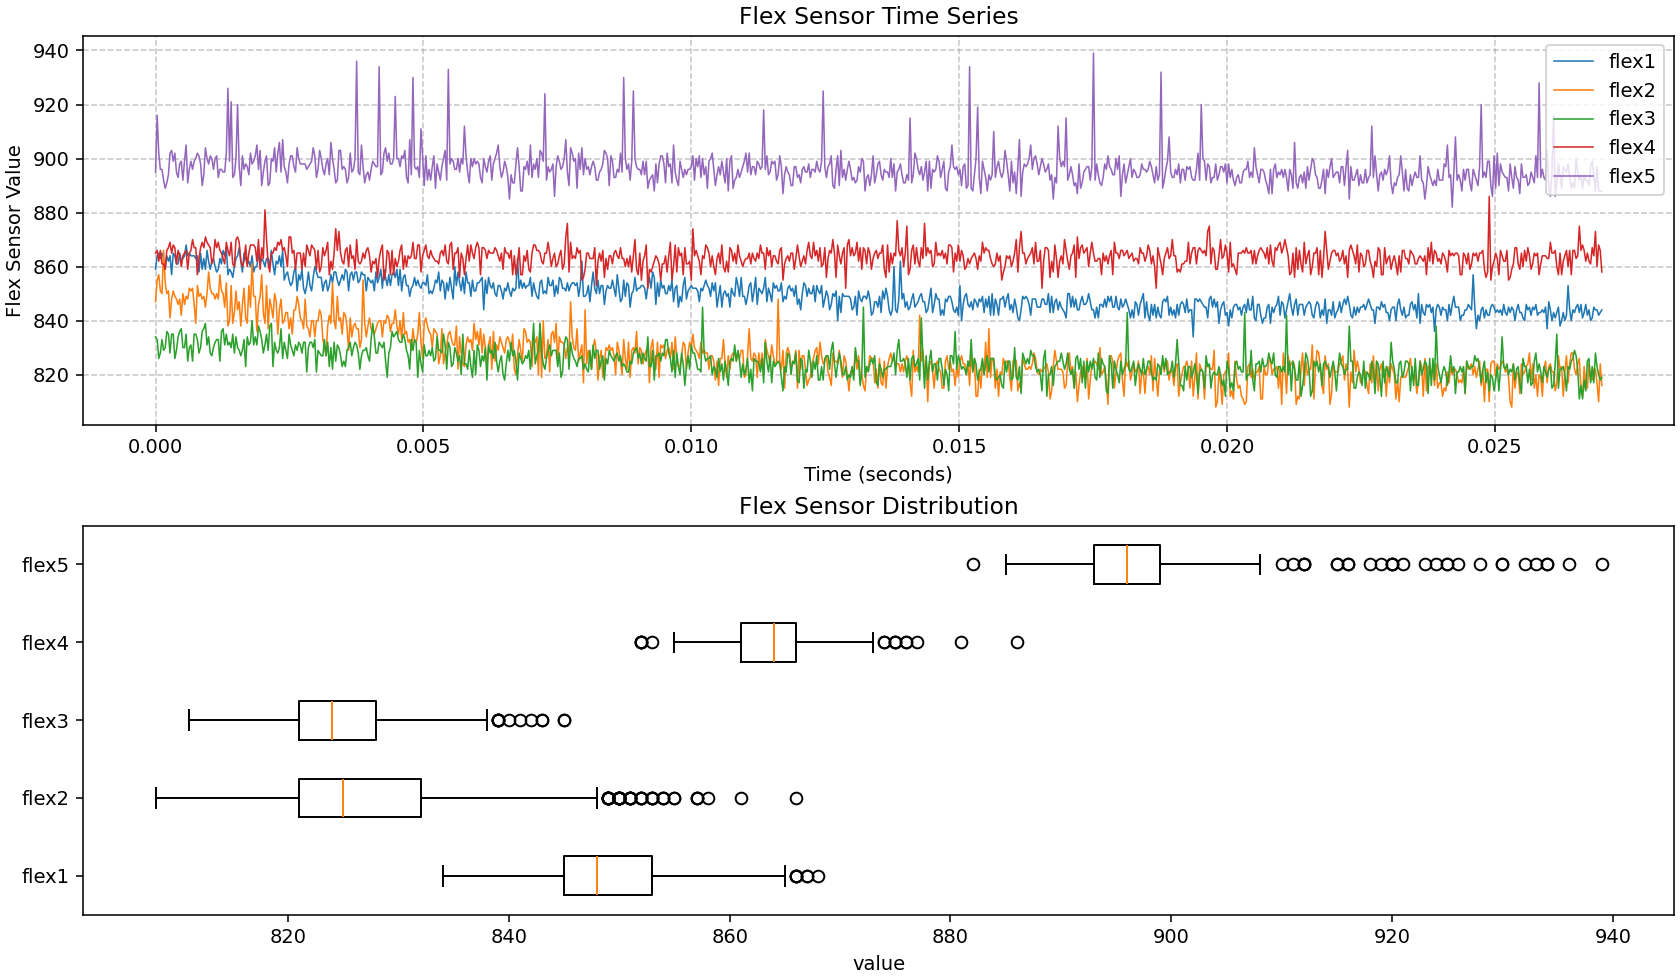 Flex Sensor Time Series
Flex Sensor Value
940
920
900
880
860
840
820
flex1
flex2
flex3
flex4
flex5
0.000 0.005 0.010 0.015 0.020 0.025
Time (seconds)
Flex Sensor Distribution
flex5
flex4
flex3
flex2
flex1
820 840 860 880 900 920 940
value